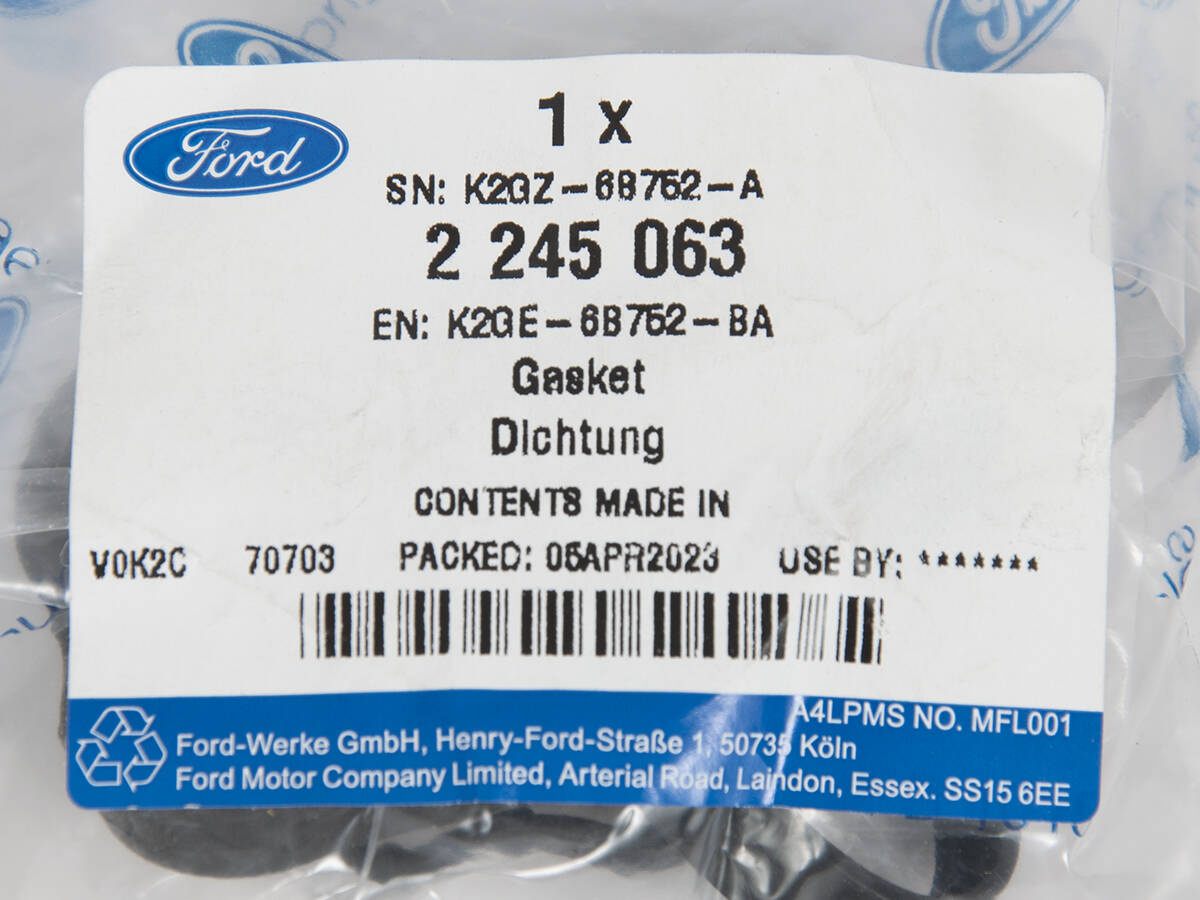 1 x
Ford
SN: K2GZ-6B752-A
2 245 063
EN: K2GE-6B752-BA
Gasket
Dichtung
CONTENTS MADE IN
V0K2C 70703 PACKED: 05APR2023 USE BY: *******
A4LPMS NO. MFL001
Ford-Werke GmbH, Henry-Ford-Straße 1, 50735 Köln
Ford Motor Company Limited, Arterial Road, Laindon, Essex. SS15 6EE